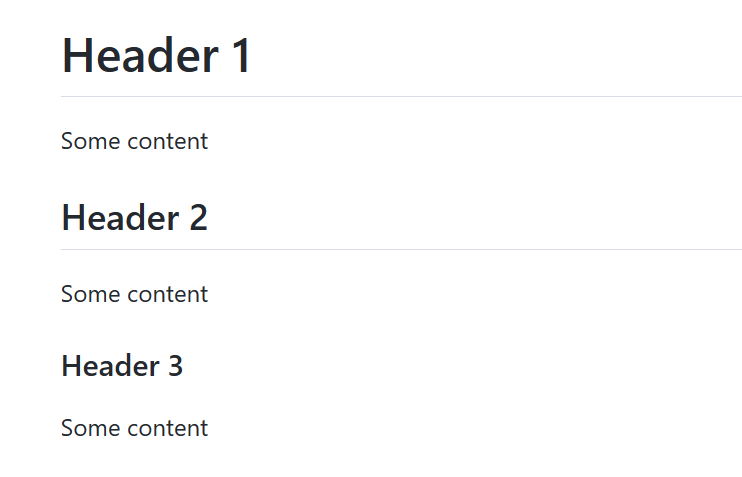 Header 1
Some content
Header 2
Some content
Header 3
Some content